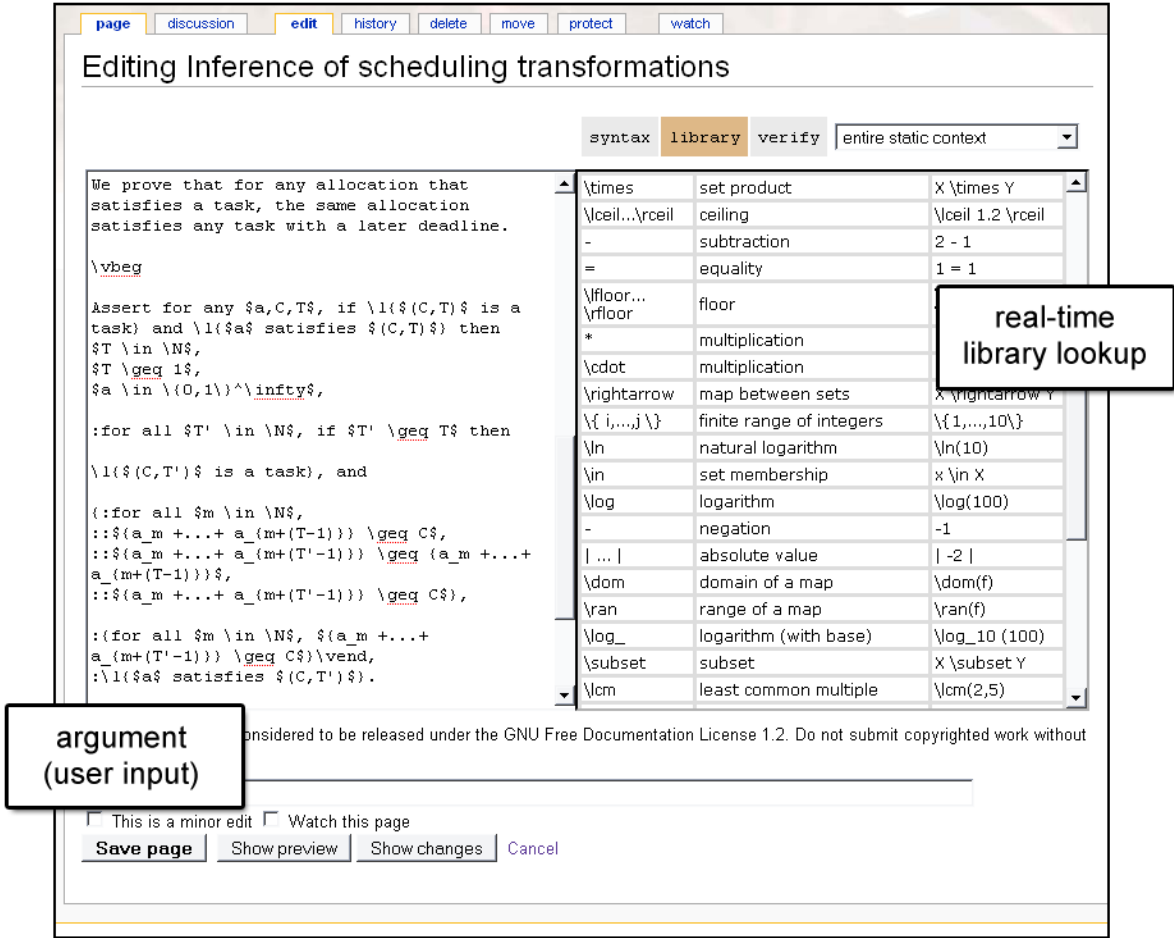 page discussion edit history delete move protect watch
Editing Inference of scheduling transformations
syntax library verify entire static context
We prove that for any allocation that
satisfies a task, the same allocation
satisfies any task with a later deadline.
\vbeg
Assert for any $a,C,T$, if \l{$(C,T)$ is a
task} and \l{$a$ satisfies $(C,T)$} then
$T \in \N$,
$T \geq 1$,
$a \in \{0,1\}^\infty$,
:for all $T' \in \N$, if $T' \geq T$ then
\l{$(C,T')$ is a task}, and
{:for all $m \in \N$,
::${a_m +...+ a_{m+(T-1)}} \geq C$,
::${a_m +...+ a_{m+(T'-1)}} \geq {a_m +...+
a_{m+(T-1)}}$,
::${a_m +...+ a_{m+(T'-1)}} \geq C$},
:{for all $m \in \N$, ${a_m +...+
a_{m+(T'-1)}} \geq C$}\vend,
:\l{$a$ satisfies $(C,T')$}.
\times set product X \times Y
\lceil...\rceil ceiling \lceil 1.2 \rceil
- subtraction 2 - 1
= equality 1 = 1
\lfloor...
\rfloor floor
* multiplication
\cdot multiplication
\rightarrow map between sets X \rightarrow Y
\{ i,...,j \} finite range of integers \{1,...,10\}
\ln natural logarithm \ln(10)
\in set membership x \in X
\log logarithm \log(100)
- negation -1
| ... | absolute value | -2 |
\dom domain of a map \dom(f)
\ran range of a map \ran(f)
\log_ logarithm (with base) \log_10 (100)
\subset subset X \subset Y
\lcm least common multiple \lcm(2,5)
real-time
library lookup
argument
(user input)
considered to be released under the GNU Free Documentation License 1.2. Do not submit copyrighted work without
This is a minor edit Watch this page
Save page Show preview Show changes Cancel